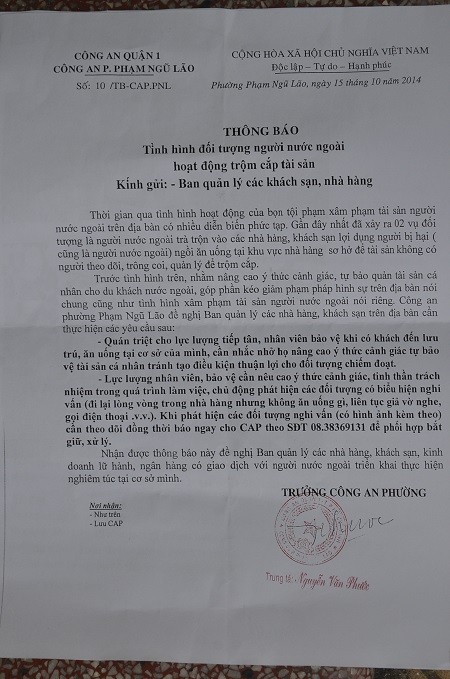 CÔNG AN QUẬN 1
CÔNG AN P. PHẠM NGŨ LÃO
Số: 10 /TB-CAP.PNL
CỘNG HÒA XÃ HỘI CHỦ NGHĨA VIỆT NAM
Độc lập – Tự do – Hạnh phúc
Phường Phạm Ngũ Lão, ngày 15 tháng 10 năm 2014
THÔNG BÁO
Tình hình đối tượng người nước ngoài
hoạt động trộm cắp tài sản
Kính gửi: - Ban quản lý các khách sạn, nhà hàng
Thời gian qua tình hình hoạt động của bọn tội phạm xâm phạm tài sản người
nước ngoài trên địa bàn có nhiều diễn biến phức tạp. Gần đây nhất đã xảy ra 02 vụ đối
tượng là người nước ngoài trà trộn vào các nhà hàng, khách sạn lợi dụng người bị hại (
cũng là người nước ngoài) ngồi ăn uống tại khu vực nhà hàng sơ hở để tài sản không có
người theo dõi, trông coi, quản lý để trộm cắp.
Trước tình hình trên, nhằm nâng cao ý thức cảnh giác, tự bảo quản tài sản cá
nhân cho du khách nước ngoài, góp phần kéo giảm phạm pháp hình sự trên địa bàn nói
chung cũng như tình hình xâm phạm tài sản người nước ngoài nói riêng. Công an
phường Phạm Ngũ Lão đề nghị Ban quản lý các nhà hàng, khách sạn trên địa bàn cần
thực hiện các yêu cầu sau:
- Quán triệt cho lực lượng tiếp tân, nhân viên bảo vệ khi có khách đến lưu
trú, ăn uống tại cơ sở của mình, cần nhắc nhở họ nâng cao ý thức cảnh giác tự bảo
vệ tài sản cá nhân tránh tạo điều kiện thuận lợi cho đối tượng chiếm đoạt.
- Lực lượng nhân viên, bảo vệ cần nêu cao ý thức cảnh giác, tinh thần trách
nhiệm trong quá trình làm việc, chủ động phát hiện các đối tượng có biểu hiện nghi
vấn (đi lại lòng vòng trong nhà hàng nhưng không ăn uống gì, liên tục giả vờ nghe,
gọi điện thoại .v.v.). Khi phát hiện các đối tượng nghi vấn (có hình ảnh kèm theo)
cần theo dõi đồng thời báo ngay cho CAP theo SĐT 08.38369131 để phối hợp bắt
giữ, xử lý.
Nhận được thông báo này đề nghị Ban quản lý các nhà hàng, khách sạn, kinh
doanh lữ hành, ngân hàng có giao dịch với người nước ngoài triển khai thực hiện
nghiêm túc tại cơ sở mình.
TRƯỞNG CÔNG AN PHƯỜNG
Nơi nhận:
- Như trên
- Lưu CAP
Trung tá: Nguyễn Văn Phước